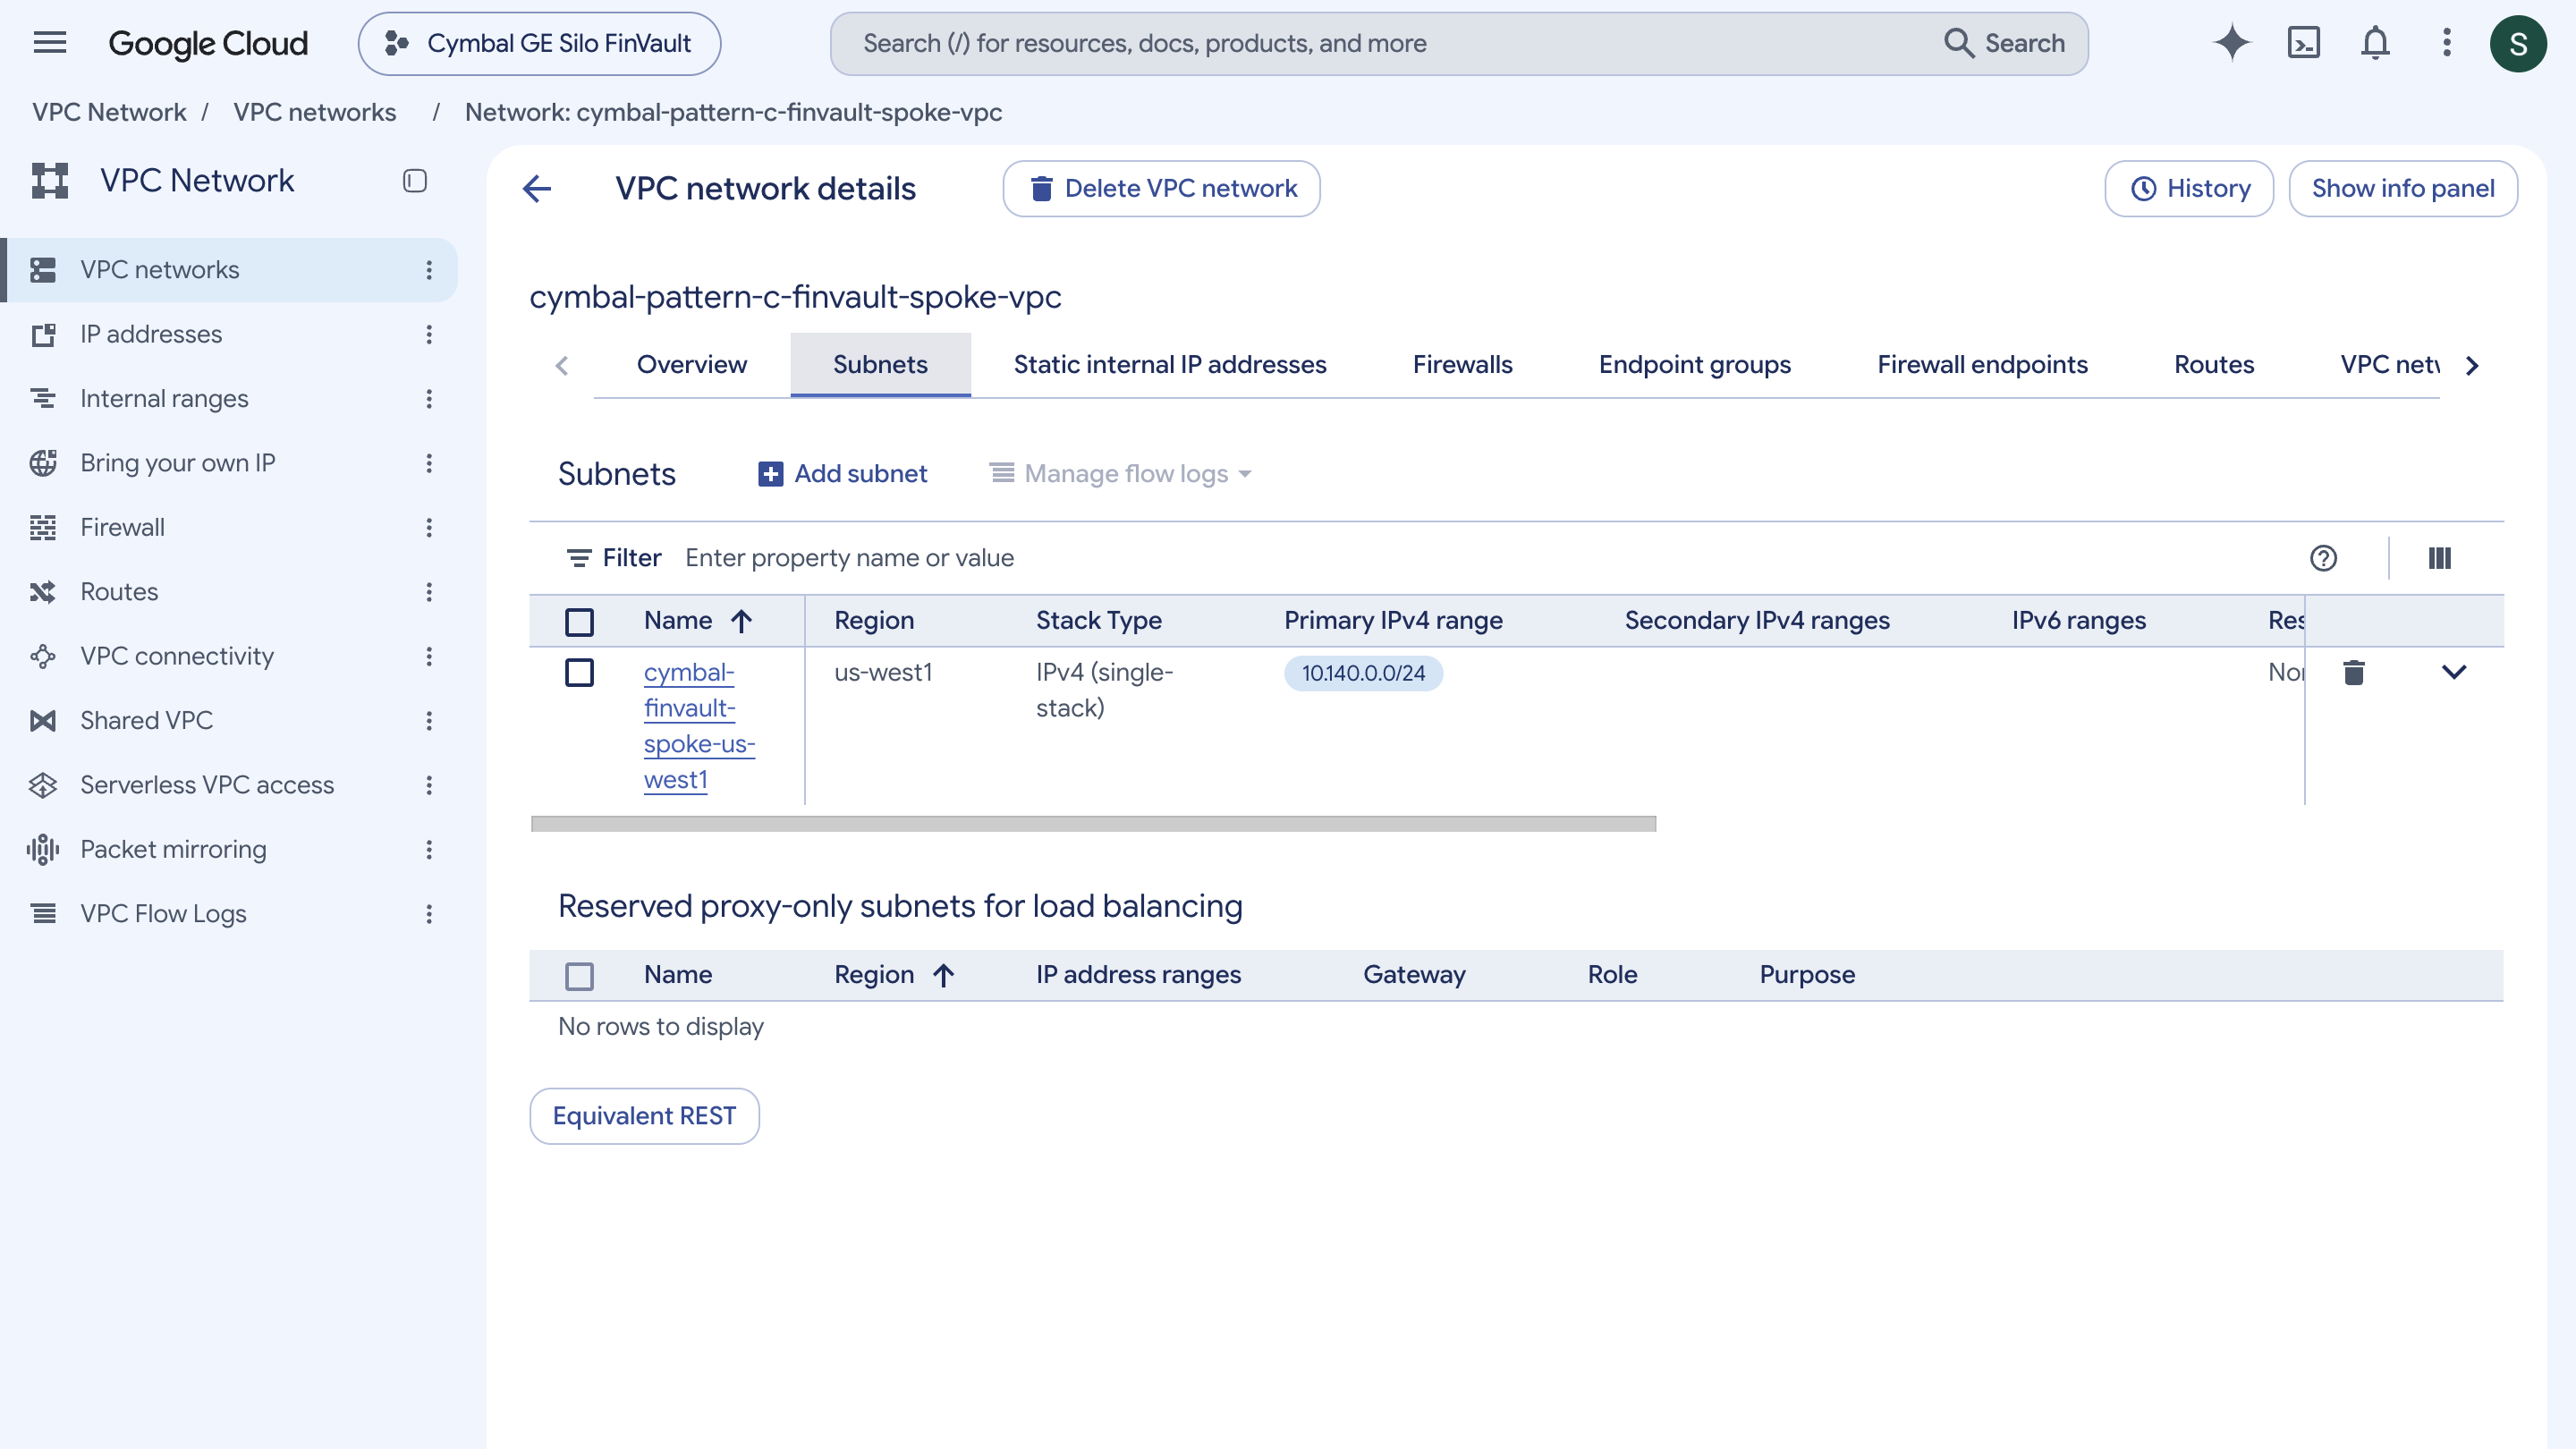 Google Cloud
Cymbal GE Silo FinVault
Search (/) for resources, docs, products, and more
Search
S
VPC Network / VPC networks / Network: cymbal-pattern-c-finvault-spoke-vpc
VPC Network
VPC networks
IP addresses
Internal ranges
Bring your own IP
Firewall
Routes
VPC connectivity
Shared VPC
Serverless VPC access
Packet mirroring
VPC Flow Logs
VPC network details
Delete VPC network
History
Show info panel
cymbal-pattern-c-finvault-spoke-vpc
Overview
Subnets
Static internal IP addresses
Firewalls
Endpoint groups
Firewall endpoints
Routes
VPC netw
Subnets
Add subnet
Manage flow logs
Filter Enter property name or value
Name Region Stack Type Primary IPv4 range Secondary IPv4 ranges IPv6 ranges Res
cymbal-
finvault-
spoke-us-
west1
us-west1
IPv4 (single-
stack)
10.140.0.0/24
Nor
Reserved proxy-only subnets for load balancing
Name Region IP address ranges Gateway Role Purpose
No rows to display
Equivalent REST